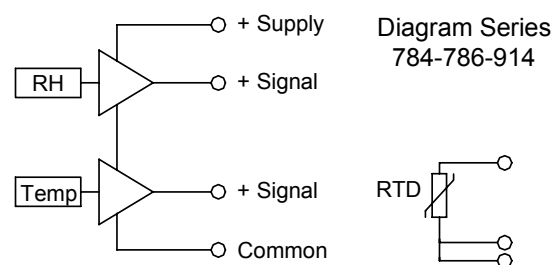 + Supply
Diagram Series
784-786-914
RH
+ Signal
Temp
+ Signal
RTD
Common